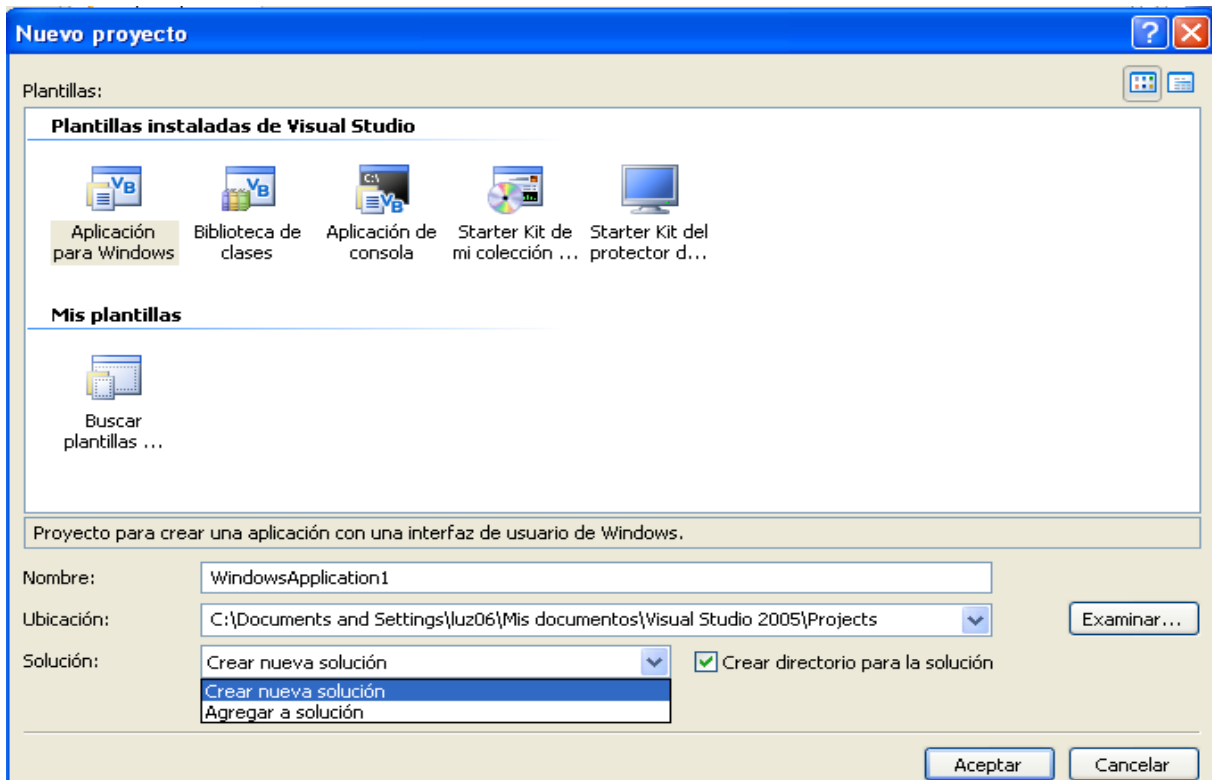 Nuevo proyecto
Plantillas:
Plantillas instaladas de Visual Studio
Aplicación
para Windows
Biblioteca de
clases
Aplicación de
consola
Starter Kit de
mi colección ...
Starter Kit del
protector d...
Mis plantillas
Buscar
plantillas ...
Proyecto para crear una aplicación con una interfaz de usuario de Windows.
Nombre: WindowsApplication1
Ubicación: C:\Documents and Settings\luz06\Mis documentos\Visual Studio 2005\Projects Examinar...
Solución: Crear nueva solución Crear directorio para la solución
Crear nueva solución
Agregar a solución
Aceptar Cancelar